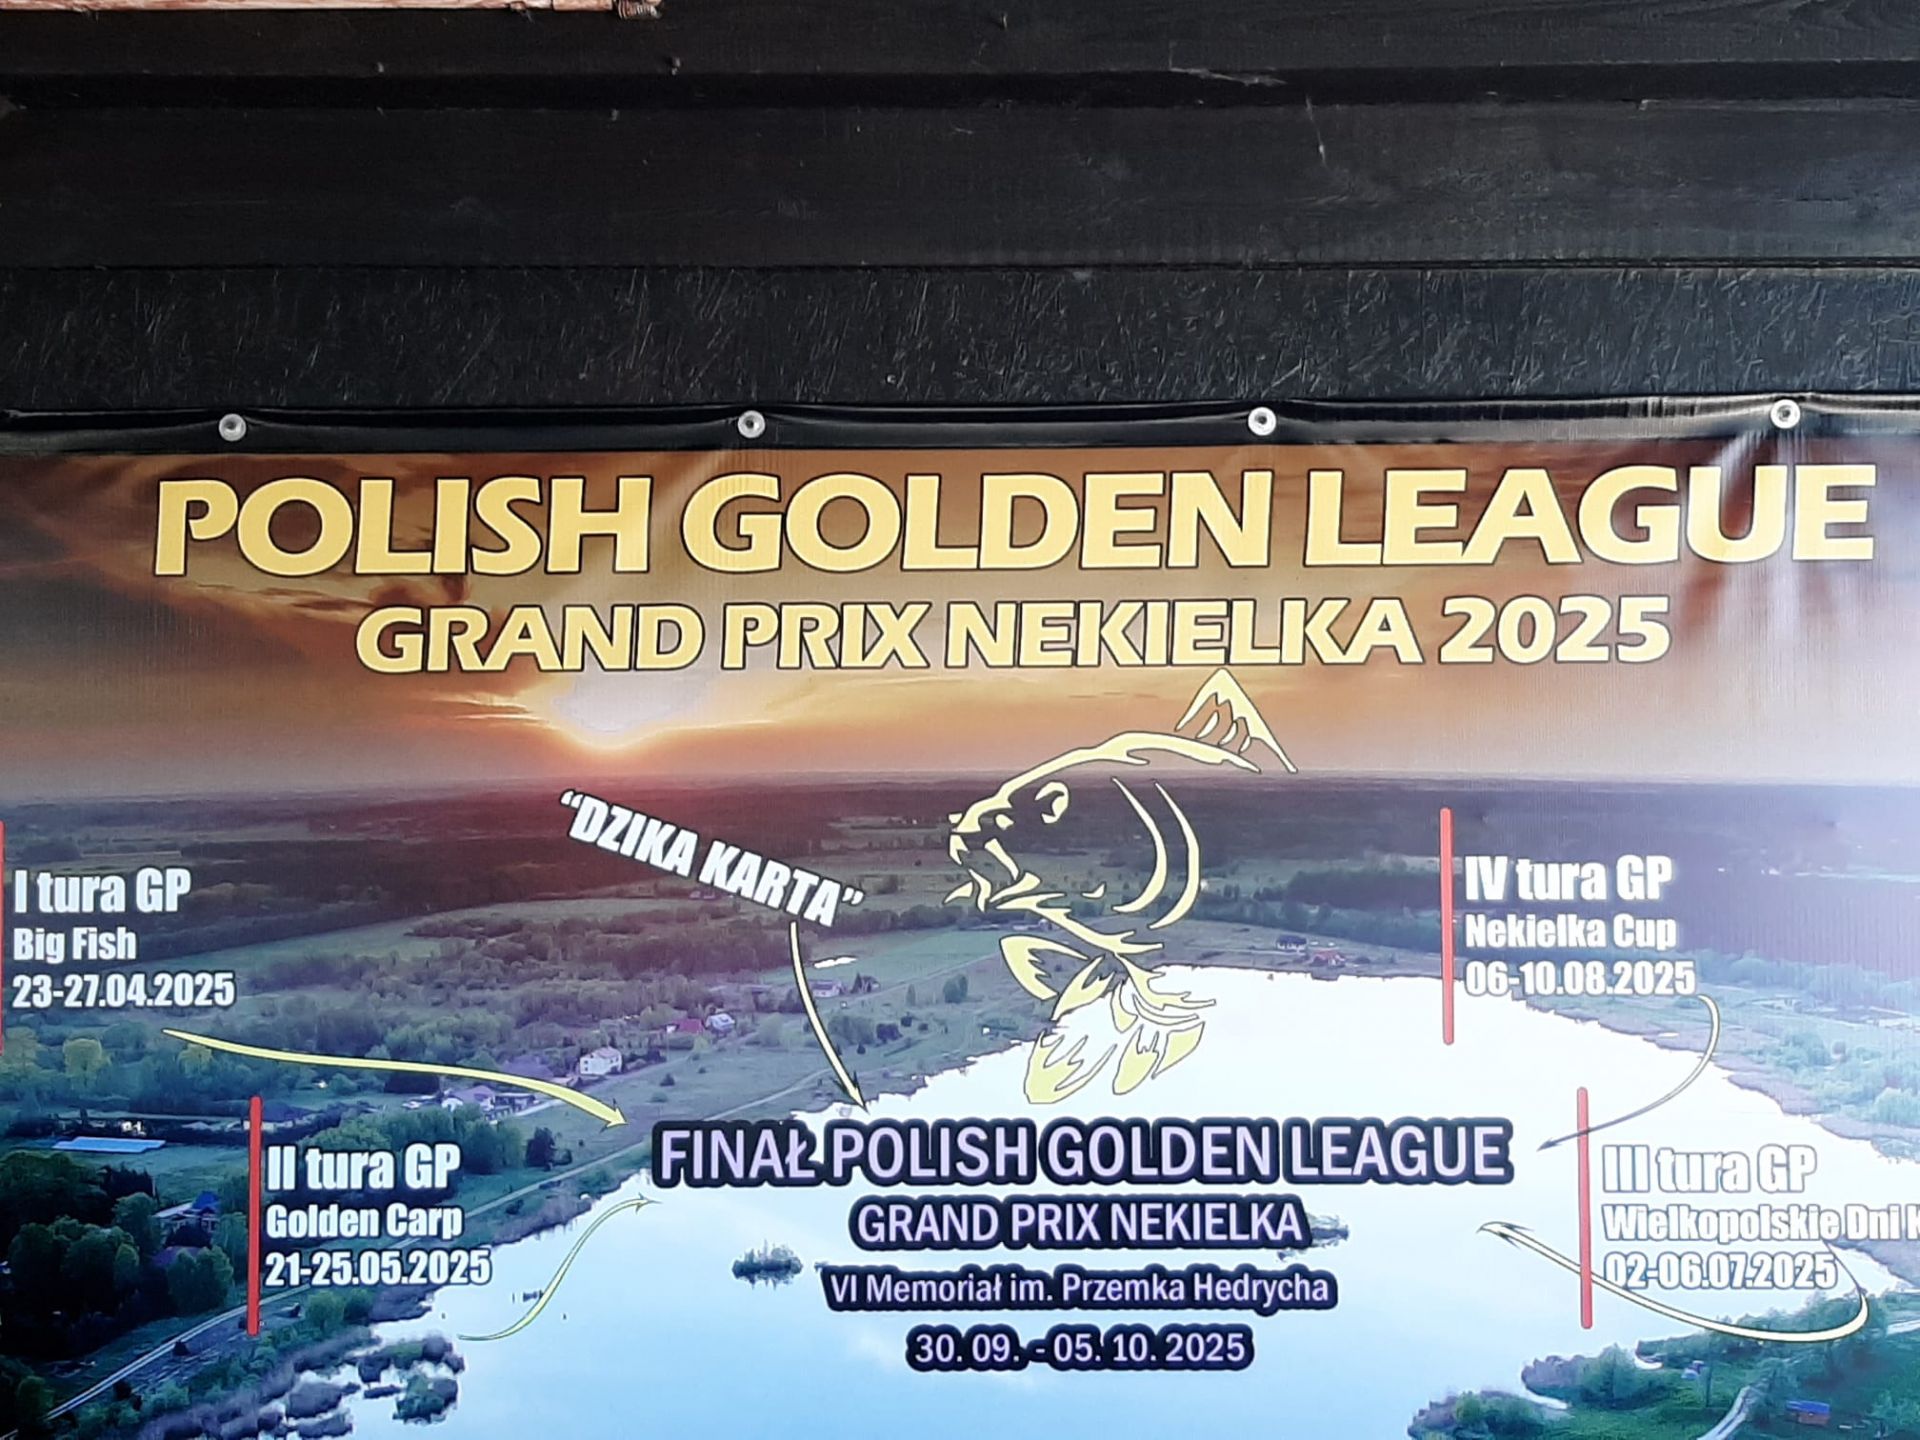 POLISH GOLDEN LEAGUE
GRAND PRIX NEKIELKA 2025
"DZIKA KARTA"
I tura GP
Big Fish
23-27.04.2025
IV tura GP
Nekielka Cup
06-10.08.2025
II tura GP
Golden Carp
21-25.05.2025
III tura GP
Wielkopolskie Dni K
02-06.07.2025
FINAŁ POLISH GOLDEN LEAGUE
GRAND PRIX NEKIELKA
VI Memoriał im. Przemka Hedrycha
30. 09. - 05. 10. 2025